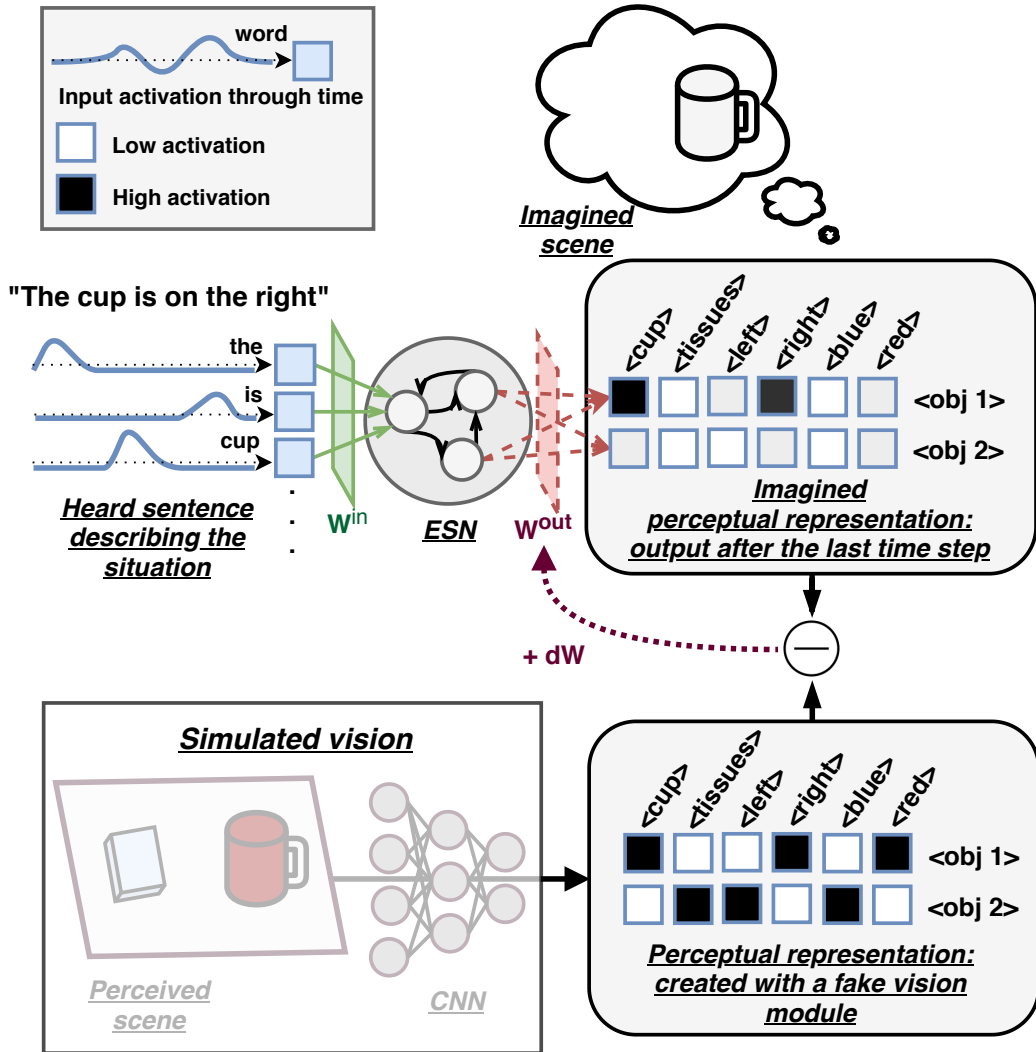 word
Input activation through time
Low activation
High activation
Imagined
scene
"The cup is on the right"
the
is
cup
.
.
.
Heard sentence
describing the
situation
W^in
ESN
W^out
<cup>
<tissues>
<left>
<right>
<blue>
<red>
<obj 1>
<obj 2>
Imagined
perceptual representation:
output after the last time step
+ dW
—
Simulated vision
Perceived
scene
CNN
<cup>
<tissues>
<left>
<right>
<blue>
<red>
<obj 1>
<obj 2>
Perceptual representation:
created with a fake vision
module